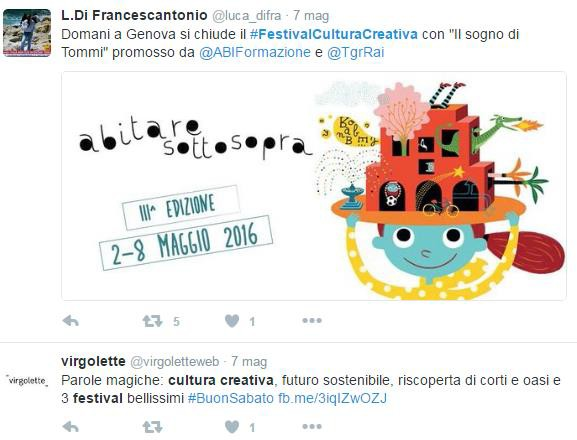 L.Di Francescantonio @luca_difra · 7 mag
Domani a Genova si chiude il #FestivalCulturaCreativa con "Il sogno di
Tommi" promosso da @ABIFormazione e @TgrRai
abitare
sottosopra
IIIª EDIZIONE
2-8 MAGGIO 2016
5 1
virgolette @virgoletteweb · 7 mag
"virgolette"
Parole magiche: cultura creativa, futuro sostenibile, riscoperta di corti e oasi e
3 festival bellissimi #BuonSabato fb.me/3iqIZwOZJ
1